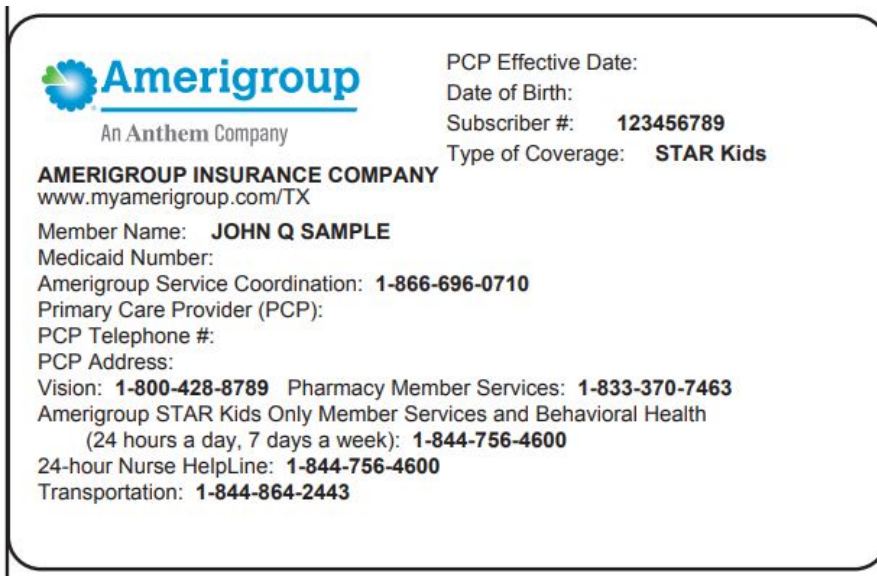 Amerigroup
An Anthem Company
PCP Effective Date:
Date of Birth:
Subscriber #: 123456789
Type of Coverage: STAR Kids
AMERIGROUP INSURANCE COMPANY
www.myamerigroup.com/TX
Member Name: JOHN Q SAMPLE
Medicaid Number:
Amerigroup Service Coordination: 1-866-696-0710
Primary Care Provider (PCP):
PCP Telephone #:
PCP Address:
Vision: 1-800-428-8789 Pharmacy Member Services: 1-833-370-7463
Amerigroup STAR Kids Only Member Services and Behavioral Health
(24 hours a day, 7 days a week): 1-844-756-4600
24-hour Nurse HelpLine: 1-844-756-4600
Transportation: 1-844-864-2443